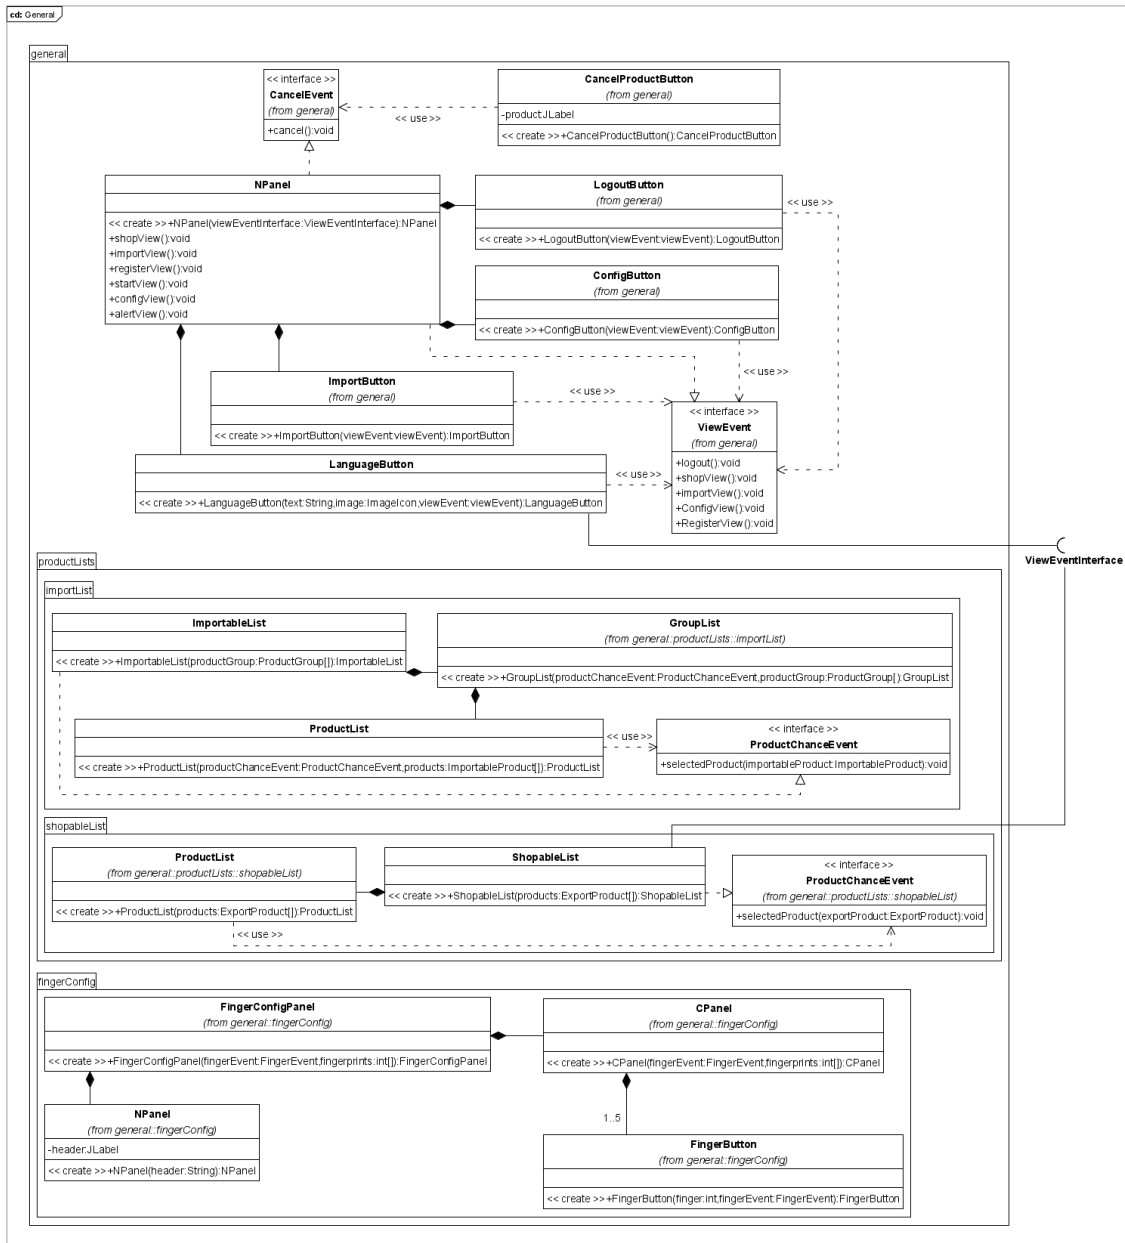 cd: General
general
<< interface >>
CancelEvent
(from general)
+cancel():void
CancelProductButton
(from general)
-product:JLabel
<< create >>+CancelProductButton():CancelProductButton
<< use >>
NPanel
<< create >>+NPanel(viewEventInterface:ViewEventInterface):NPanel
+shopView():void
+importView():void
+registerView():void
+startView():void
+configView():void
+alertView():void
LogoutButton
(from general)
<< create >>+LogoutButton(viewEvent:viewEvent):LogoutButton
<< use >>
ConfigButton
(from general)
<< create >>+ConfigButton(viewEvent:viewEvent):ConfigButton
<< use >>
ImportButton
(from general)
<< create >>+ImportButton(viewEvent:viewEvent):ImportButton
<< use >>
<< interface >>
ViewEvent
(from general)
+logout():void
+shopView():void
+importView():void
+ConfigView():void
+RegisterView():void
LanguageButton
<< create >>+LanguageButton(text:String,image:ImageIcon,viewEvent:viewEvent):LanguageButton
<< use >>
ViewEventInterface
productLists
importList
ImportableList
<< create >>+ImportableList(productGroup:ProductGroup[]):ImportableList
GroupList
(from general::productLists::importList)
<< create >>+GroupList(productChanceEvent:ProductChanceEvent,productGroup:ProductGroup[):GroupList
ProductList
<< create >>+ProductList(productChanceEvent:ProductChanceEvent,products:ImportableProduct[]):ProductList
<< use >>
<< interface >>
ProductChanceEvent
+selectedProduct(importableProduct:ImportableProduct):void
shopableList
ProductList
(from general::productLists::shopableList)
<< create >>+ProductList(products:ExportProduct[]):ProductList
<< use >>
ShopableList
<< create >>+ShopableList(products:ExportProduct[]):ShopableList
<< interface >>
ProductChanceEvent
(from general::productLists::shopableList)
+selectedProduct(exportProduct:ExportProduct):void
fingerConfig
FingerConfigPanel
(from general::fingerConfig)
<< create >>+FingerConfigPanel(fingerEvent:FingerEvent,fingerprints:int[]):FingerConfigPanel
CPanel
(from general::fingerConfig)
<< create >>+CPanel(fingerEvent:FingerEvent,fingerprints:int[]):CPanel
NPanel
(from general::fingerConfig)
-header:JLabel
<< create >>+NPanel(header:String):NPanel
1..5
FingerButton
(from general::fingerConfig)
<< create >>+FingerButton(finger:int,fingerEvent:FingerEvent):FingerButton